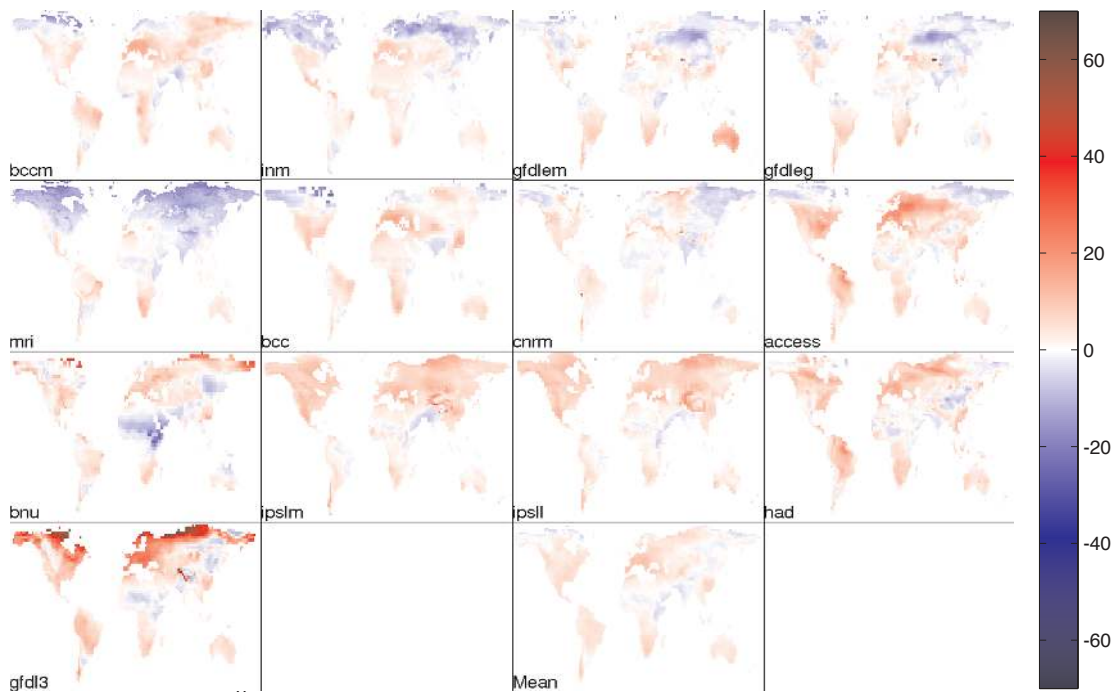 bccm
inm
gfdlem
gfdleg
mri
bcc
cnrm
access
bnu
ipslm
ipsll
had
gfdl3
Mean
60
40
20
0
-20
-40
-60